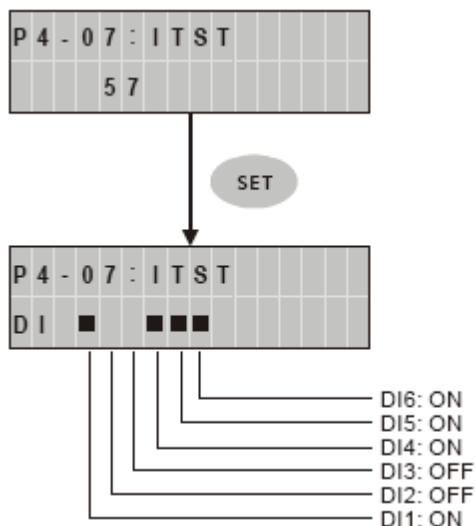 P4-07:ITST
57
SET
P4-07:ITST
DI ■  ■■■
DI6: ON
DI5: ON
DI4: ON
DI3: OFF
DI2: OFF
DI1: ON